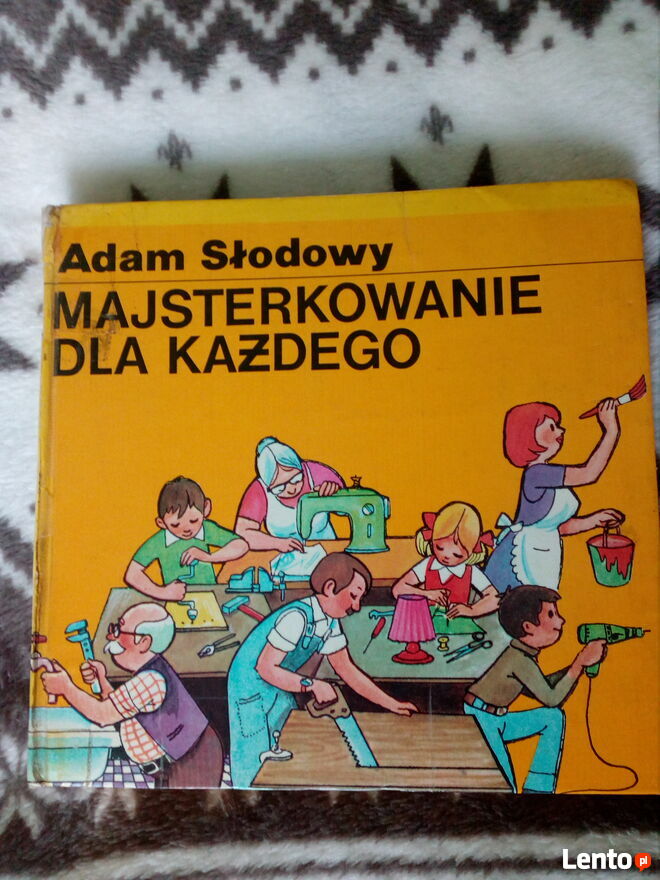 Adam Słodowy
MAJSTERKOWANIE
DLA KAŻDEGO
Lento.pl